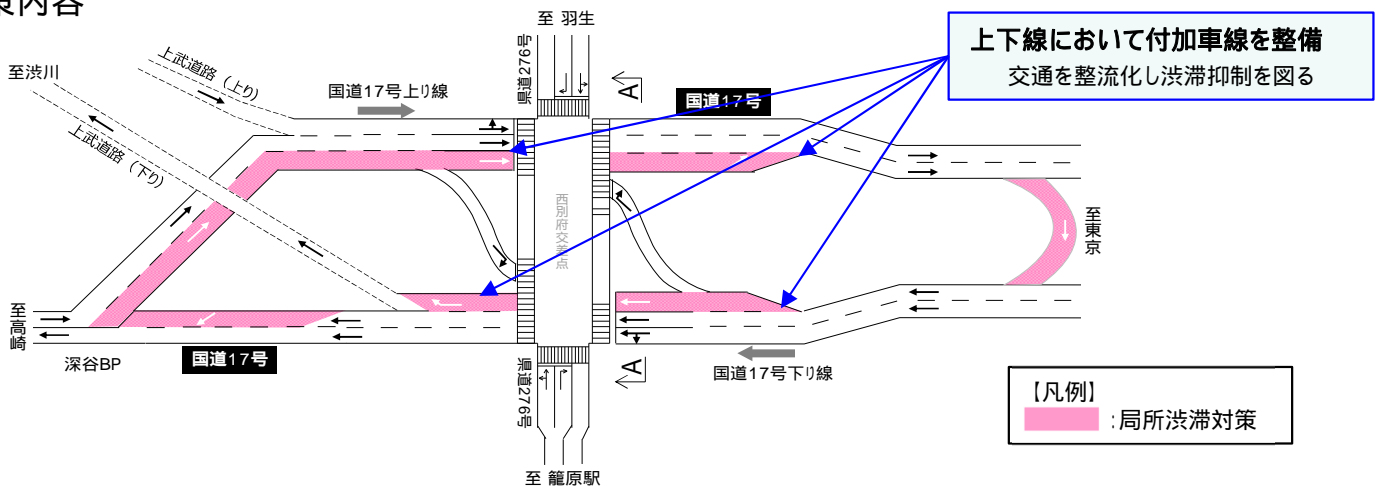 策内容
至 羽生
上下線において付加車線を整備
交通を整流化し渋滞抑制を図る
至渋川
上武道路（上り）
国道17号上り線
県道276号
A
国道17号
上武道路（下り）
西別府交差点
至東京
至高崎
深谷BP
国道17号
県道276号
A
国道17号下り線
【凡例】
:局所渋滞対策
至 籠原駅